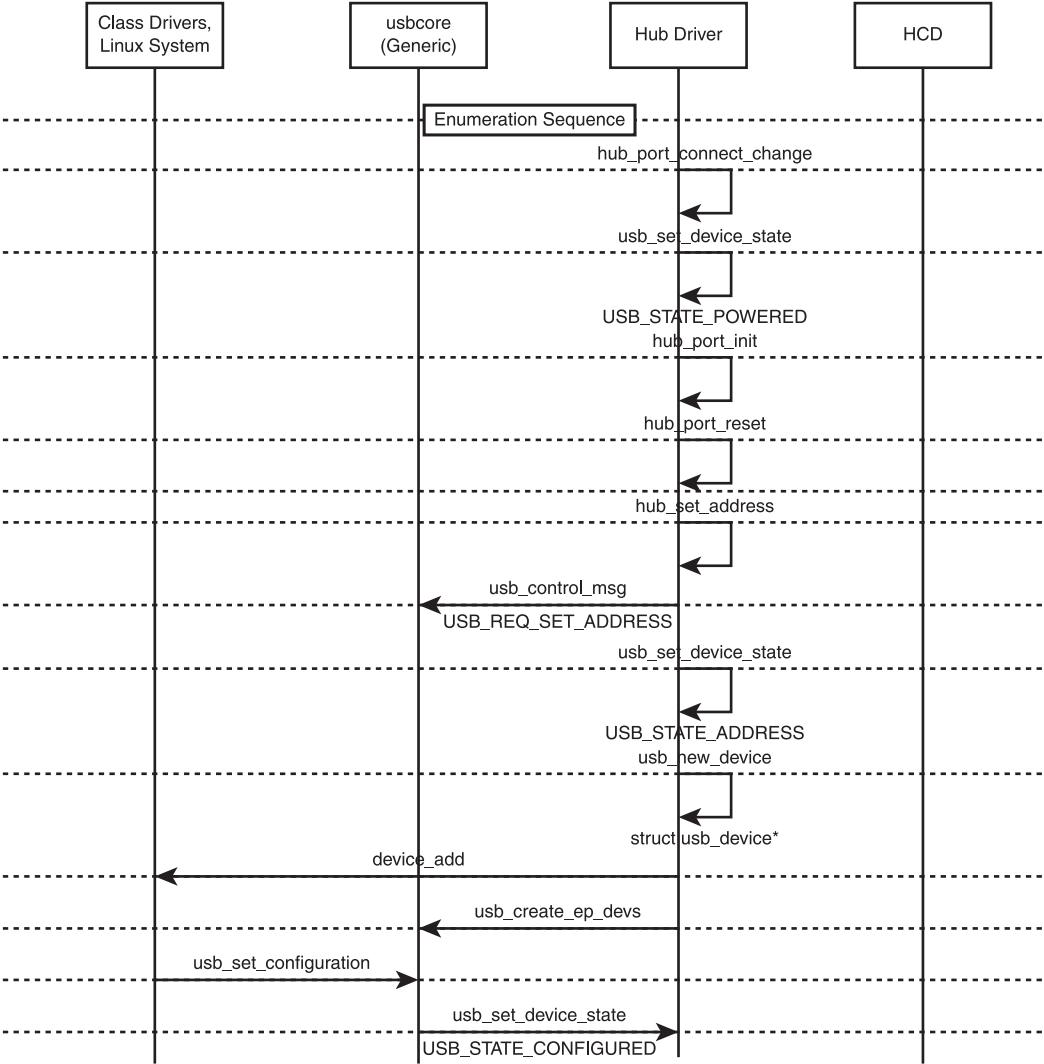 Class Drivers,
Linux System
usbcore
(Generic)
Hub Driver
HCD
Enumeration Sequence
hub_port_connect_change
usb_set_device_state
USB_STATE_POWERED
hub_port_init
hub_port_reset
hub_set_address
usb_control_msg
USB_REQ_SET_ADDRESS
usb_set_device_state
USB_STATE_ADDRESS
usb_new_device
struct usb_device*
device_add
usb_create_ep_devs
usb_set_configuration
usb_set_device_state
USB_STATE_CONFIGURED